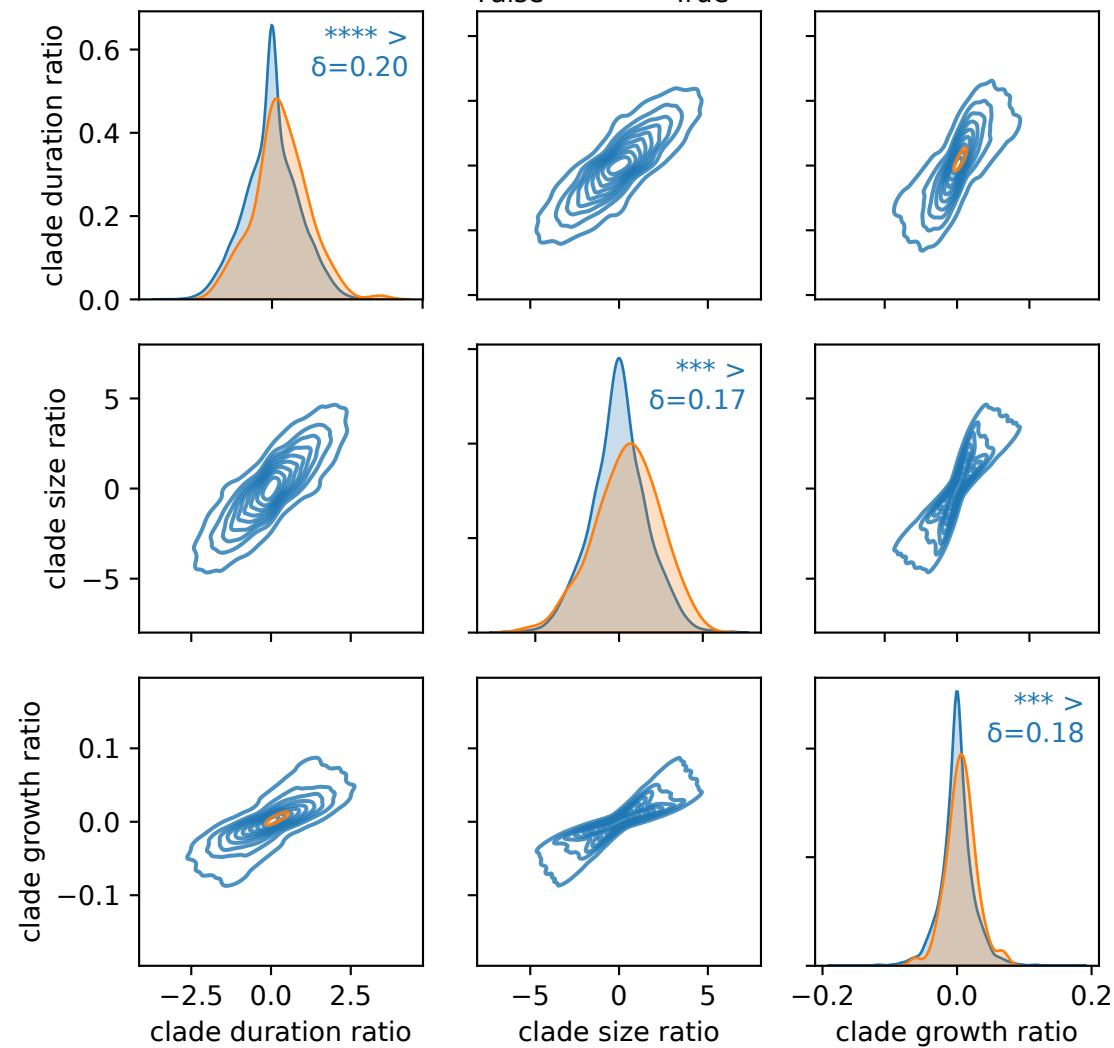 clade duration ratio
0.6
0.4
0.2
0.0
**** >
δ=0.20
clade size ratio
5
0
−5
*** >
δ=0.17
clade growth ratio
0.1
0.0
−0.1
*** >
δ=0.18
−2.5 0.0 2.5
−5 0 5
−0.2 0.0 0.2
clade duration ratio
clade size ratio
clade growth ratio